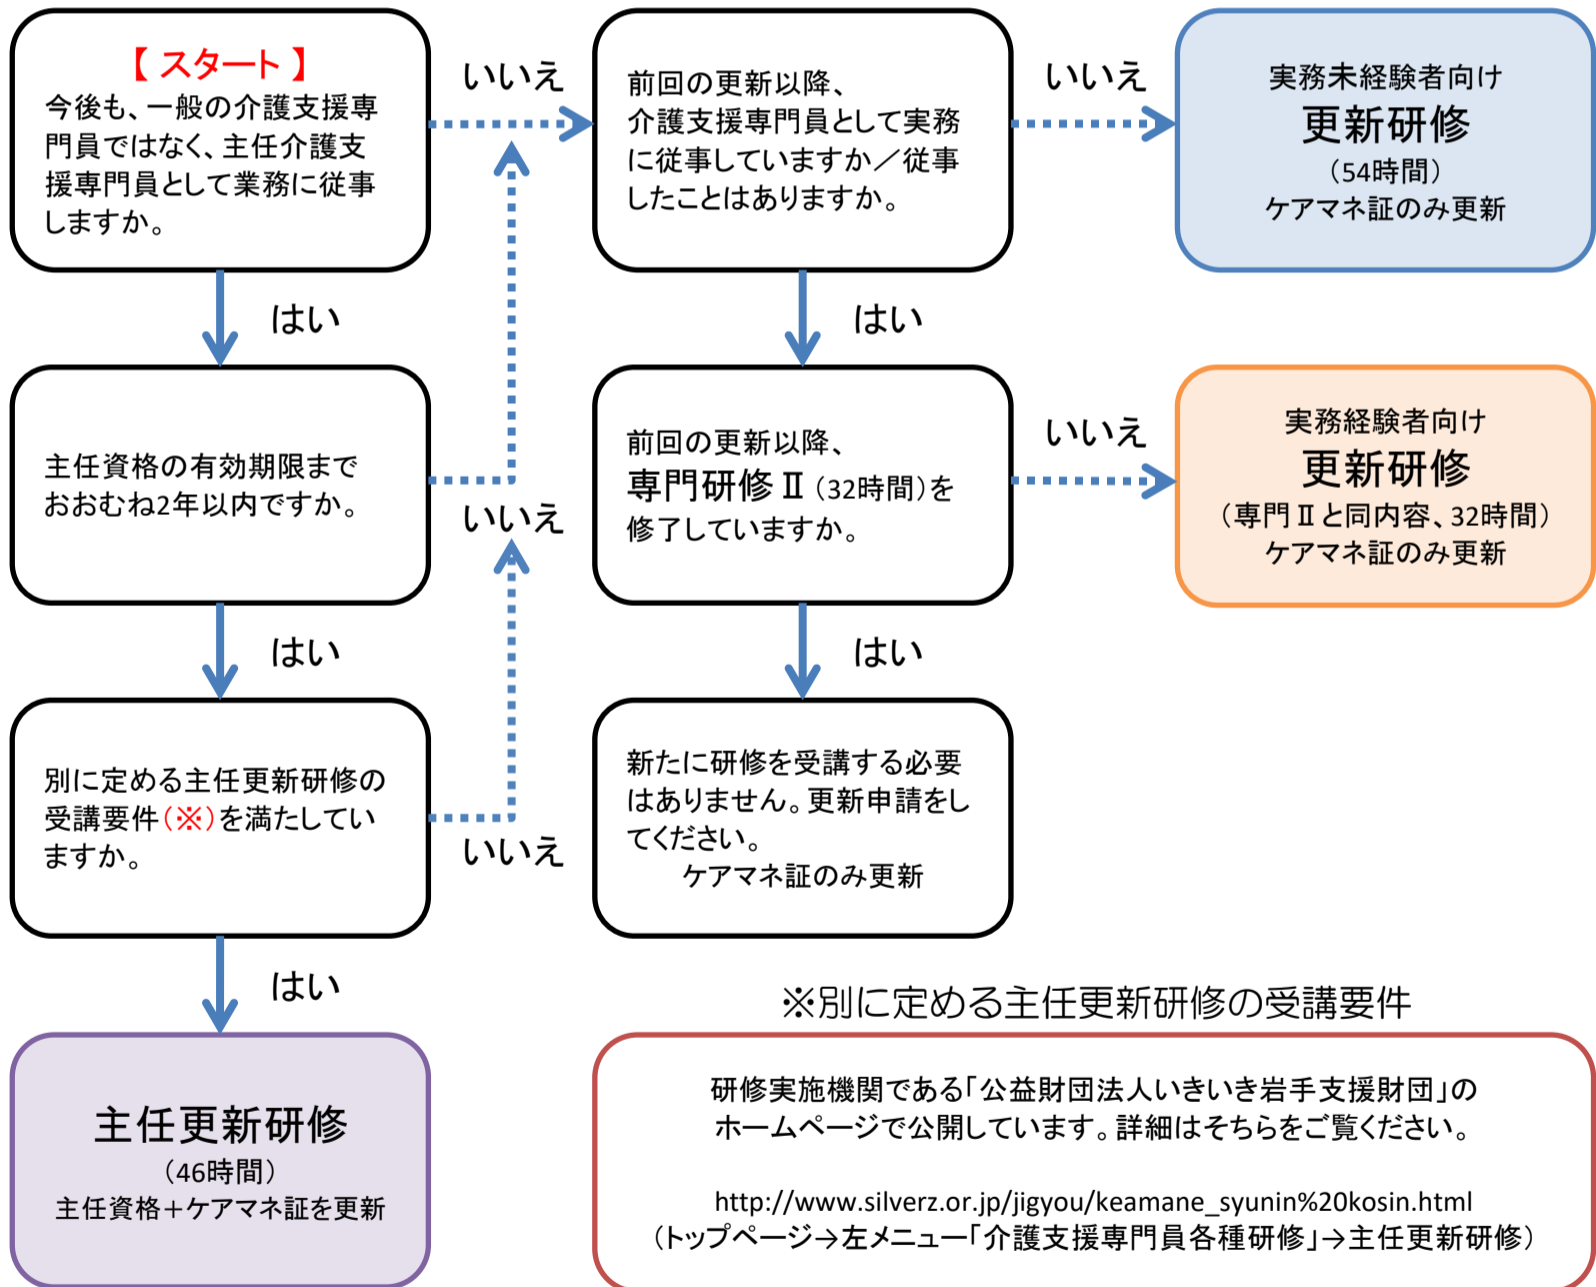 【 スタート 】
今後も、一般の介護支援専
門員ではなく、主任介護支
援専門員として業務に従事
しますか。
いいえ
前回の更新以降、
介護支援専門員として実務
に従事していますか／従事
したことはありますか。
いいえ
実務未経験者向け
更新研修
（54時間）
ケアマネ証のみ更新
はい
はい
主任資格の有効期限まで
おおむね2年以内ですか。
いいえ
前回の更新以降、
専門研修Ⅱ（32時間）を
修了していますか。
いいえ
実務経験者向け
更新研修
（専門Ⅱと同内容、32時間）
ケアマネ証のみ更新
はい
はい
別に定める主任更新研修の
受講要件(※)を満たしてい
ますか。
いいえ
新たに研修を受講する必要
はありません。更新申請をし
てください。
ケアマネ証のみ更新
はい
主任更新研修
（46時間）
主任資格＋ケアマネ証を更新
※別に定める主任更新研修の受講要件
研修実施機関である「公益財団法人いきいき岩手支援財団」の
ホームページで公開しています。詳細はそちらをご覧ください。
http://www.silverz.or.jp/jigyou/keamane_syunin%20kosin.html
（トップページ→左メニュー「介護支援専門員各種研修」→主任更新研修）